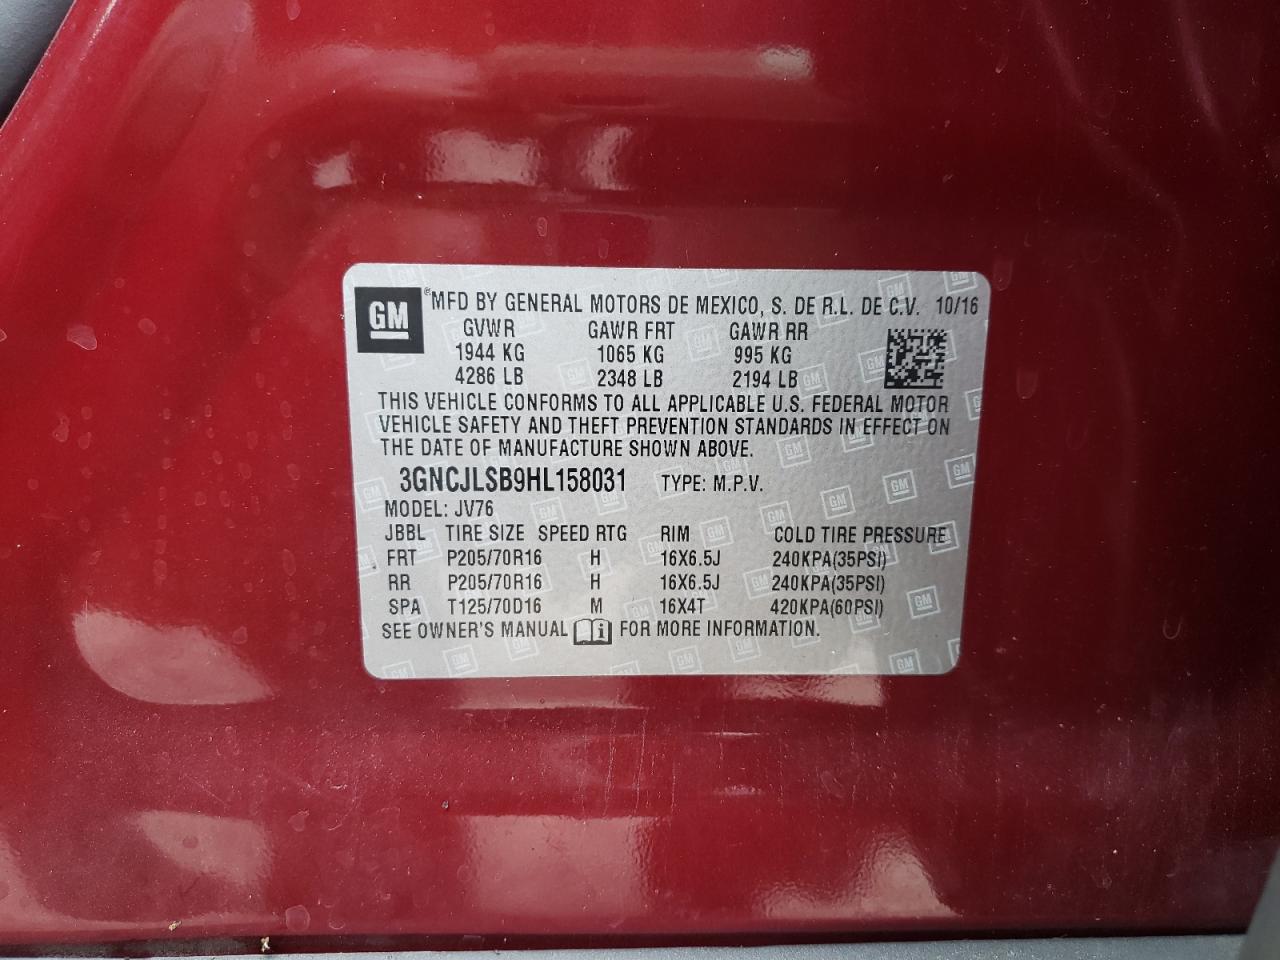 GM ® MFD BY GENERAL MOTORS DE MEXICO, S. DE R.L. DE C.V. 10/16
GVWR GAWR FRT GAWR RR
1944 KG 1065 KG 995 KG
4286 LB 2348 LB 2194 LB
THIS VEHICLE CONFORMS TO ALL APPLICABLE U.S. FEDERAL MOTOR
VEHICLE SAFETY AND THEFT PREVENTION STANDARDS IN EFFECT ON
THE DATE OF MANUFACTURE SHOWN ABOVE.
3GNCJLSB9HL158031 TYPE: M.P.V.
MODEL: JV76
JBBL TIRE SIZE SPEED RTG RIM COLD TIRE PRESSURE
FRT P205/70R16 H 16X6.5J 240KPA(35PSI)
RR P205/70R16 H 16X6.5J 240KPA(35PSI)
SPA T125/70D16 M 16X4T 420KPA(60PSI)
SEE OWNER'S MANUAL i FOR MORE INFORMATION.